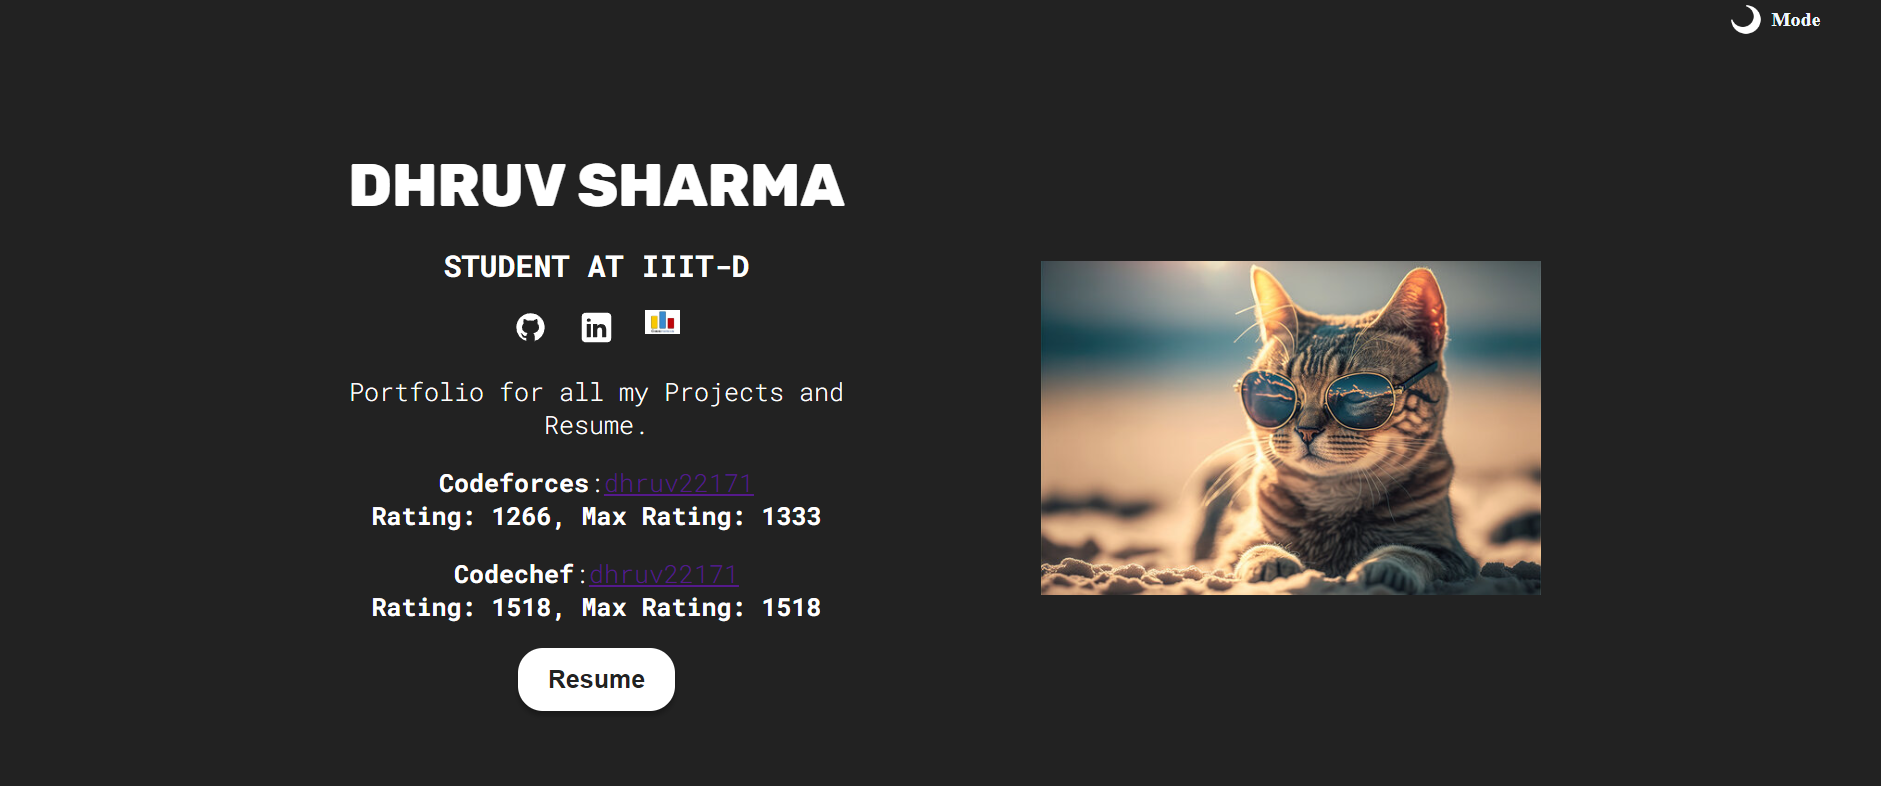 Mode
DHRUV SHARMA
STUDENT AT IIIT-D
in
Portfolio for all my Projects and
Resume.
Codeforces:dhruv22171
Rating: 1266, Max Rating: 1333
Codechef:dhruv22171
Rating: 1518, Max Rating: 1518
Resume